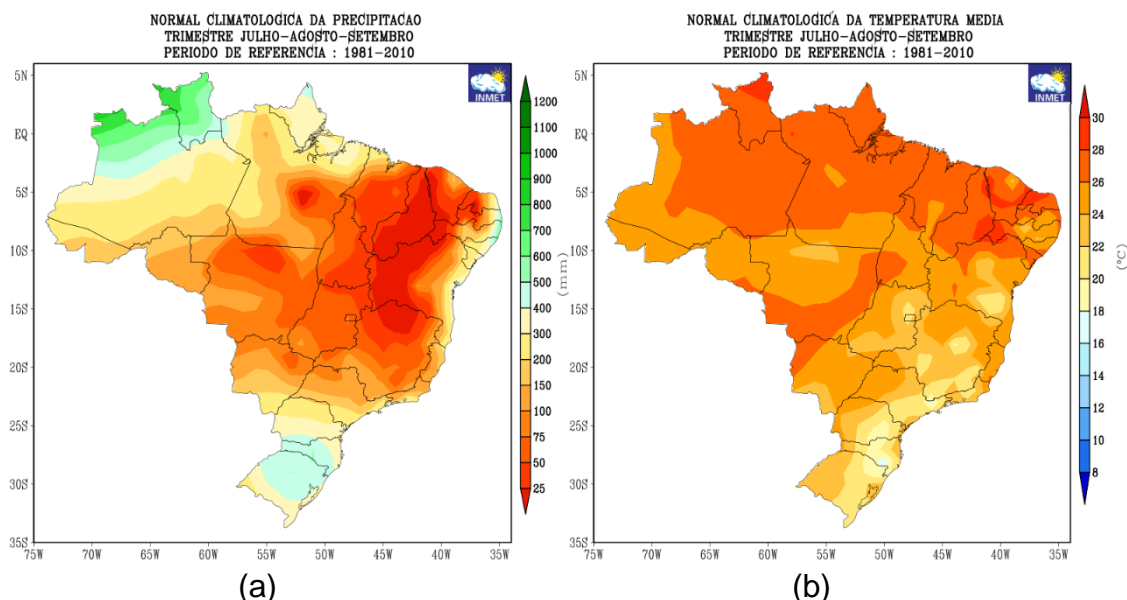 NORMAL CLIMATOLOGICA DA PRECIPITACAO
TRIMESTRE JULHO-AGOSTO-SETEMBRO
PERIODO DE REFERENCIA : 1981-2010
5N
EQ
5S
10S
15S
20S
25S
30S
35S
75W
70W
65W
60W
55W
50W
45W
40W
35W
INMET
1200
1100
1000
900
800
700
600
500
400
300
200
150
100
75
50
25
(mm)
(a)
NORMAL CLIMATOLOGICA DA TEMPERATURA MEDIA
TRIMESTRE JULHO-AGOSTO-SETEMBRO
PERIODO DE REFERENCIA : 1981-2010
5N
EQ
5S
10S
15S
20S
25S
30S
35S
75W
70W
65W
60W
55W
50W
45W
40W
35W
INMET
30
28
26
24
22
20
18
16
14
12
10
8
(°C)
(b)